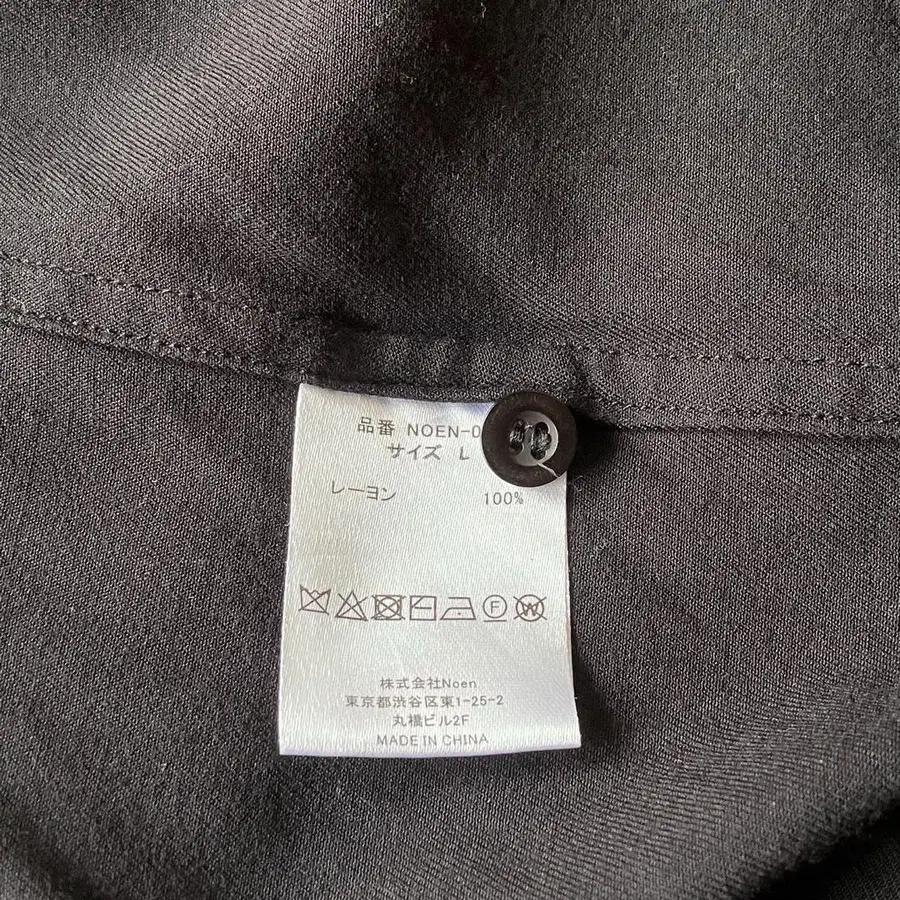 品番 NOEN-0
サイズ L
レーヨン 100%
F
W
株式会社Noen
東京都渋谷区東1-25-2
丸橋ビル2F
MADE IN CHINA